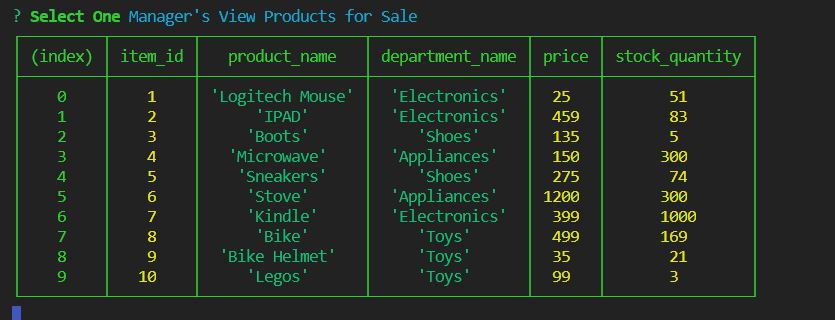 ? Select One Manager's View Products for Sale
(index) item_id product_name department_name price stock_quantity
0 1 'Logitech Mouse' 'Electronics' 25 51
1 2 'IPAD' 'Electronics' 459 83
2 3 'Boots' 'Shoes' 135 5
3 4 'Microwave' 'Appliances' 150 300
4 5 'Sneakers' 'Shoes' 275 74
5 6 'Stove' 'Appliances' 1200 300
6 7 'Kindle' 'Electronics' 399 1000
7 8 'Bike' 'Toys' 499 169
8 9 'Bike Helmet' 'Toys' 35 21
9 10 'Legos' 'Toys' 99 3